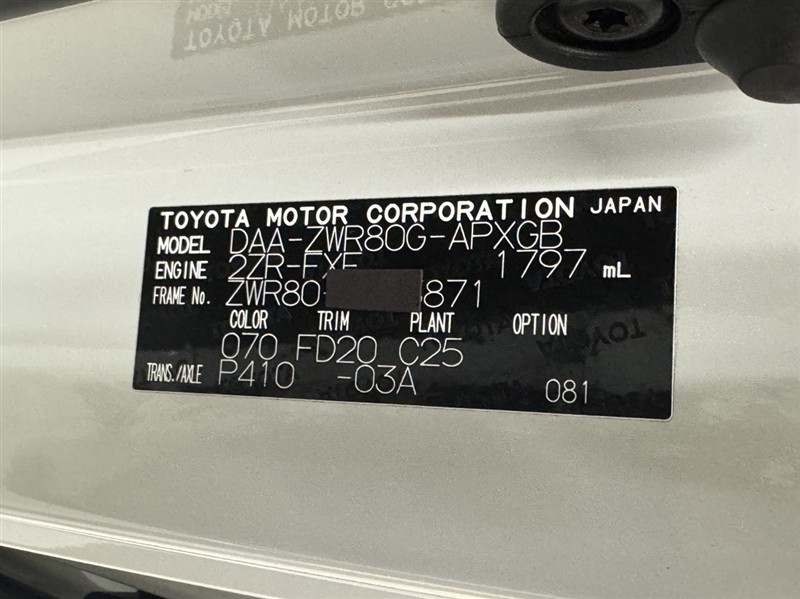 TOYOTA MOTOR CORPORATION JAPAN
MODEL DAA-ZWR80G-APXGB
ENGINE 2ZR-FXE 1797 mL
FRAME No. ZWR80- 871
COLOR TRIM PLANT OPTION
070 FD20 C25
TRANS./AXLE P410 -03A 081